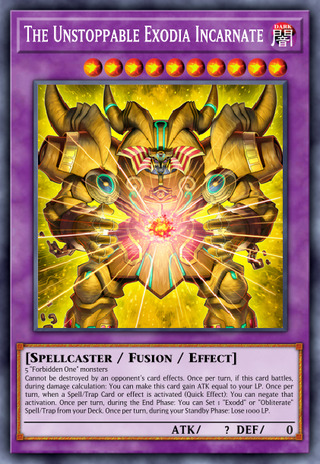 The Unstoppable Exodia Incarnate
DARK
闇
[Spellcaster / Fusion / Effect]
5 "Forbidden One" monsters
Cannot be destroyed by an opponent's card effects. Once per turn, if this card battles,
during damage calculation: You can make this card gain ATK equal to your LP. Once per
turn, when a Spell/Trap Card or effect is activated (Quick Effect): You can negate that
activation. Once per turn, during the End Phase: You can Set 1 "Exodd" or "Obliterate"
Spell/Trap from your Deck. Once per turn, during your Standby Phase: Lose 1000 LP.
ATK/ ? DEF/ 0